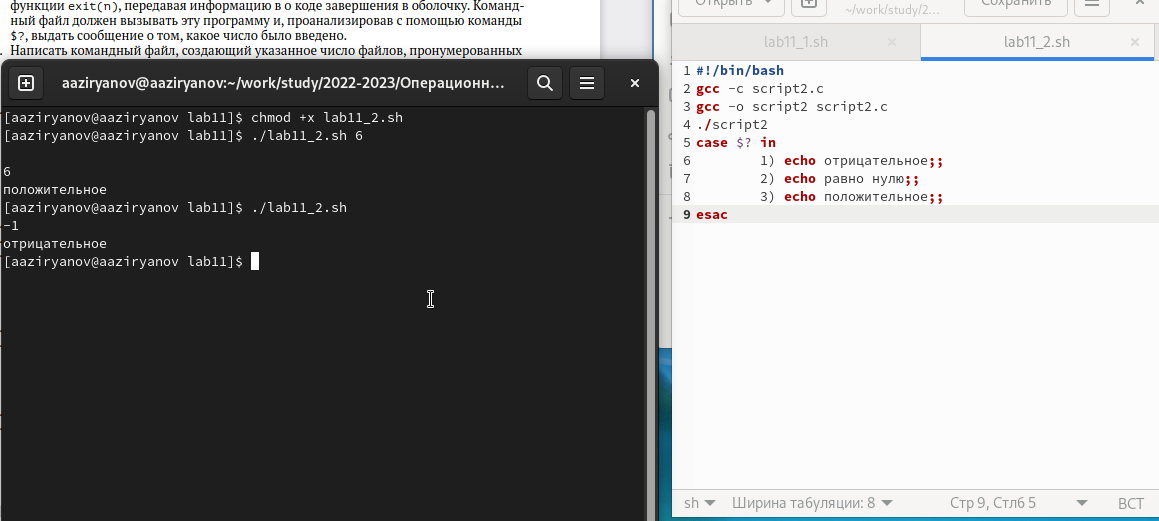 функции exit(n), передавая информацию в о коде завершения в оболочку. Команд-
ный файл должен вызывать эту программу и, проанализировав с помощью команды
$?, выдать сообщение о том, какое число было введено.
Написать командный файл, создающий указанное число файлов, пронумерованных
aaziryanov@aaziryanov:~/work/study/2022-2023/Операционн...
[aaziryanov@aaziryanov lab11]$ chmod +x lab11_2.sh
[aaziryanov@aaziryanov lab11]$ ./lab11_2.sh 6
6
положительное
[aaziryanov@aaziryanov lab11]$ ./lab11_2.sh
-1
отрицательное
[aaziryanov@aaziryanov lab11]$
Открыть
~/work/study/2...
Сохранить
lab11_1.sh
lab11_2.sh
1 #!/bin/bash
2 gcc -c script2.c
3 gcc -o script2 script2.c
4 ./script2
5 case $? in
6 1) echo отрицательное;;
7 2) echo равно нулю;;
8 3) echo положительное;;
9 esac
sh
Ширина табуляции: 8
Стр 9, Стлб 5
ВСТ